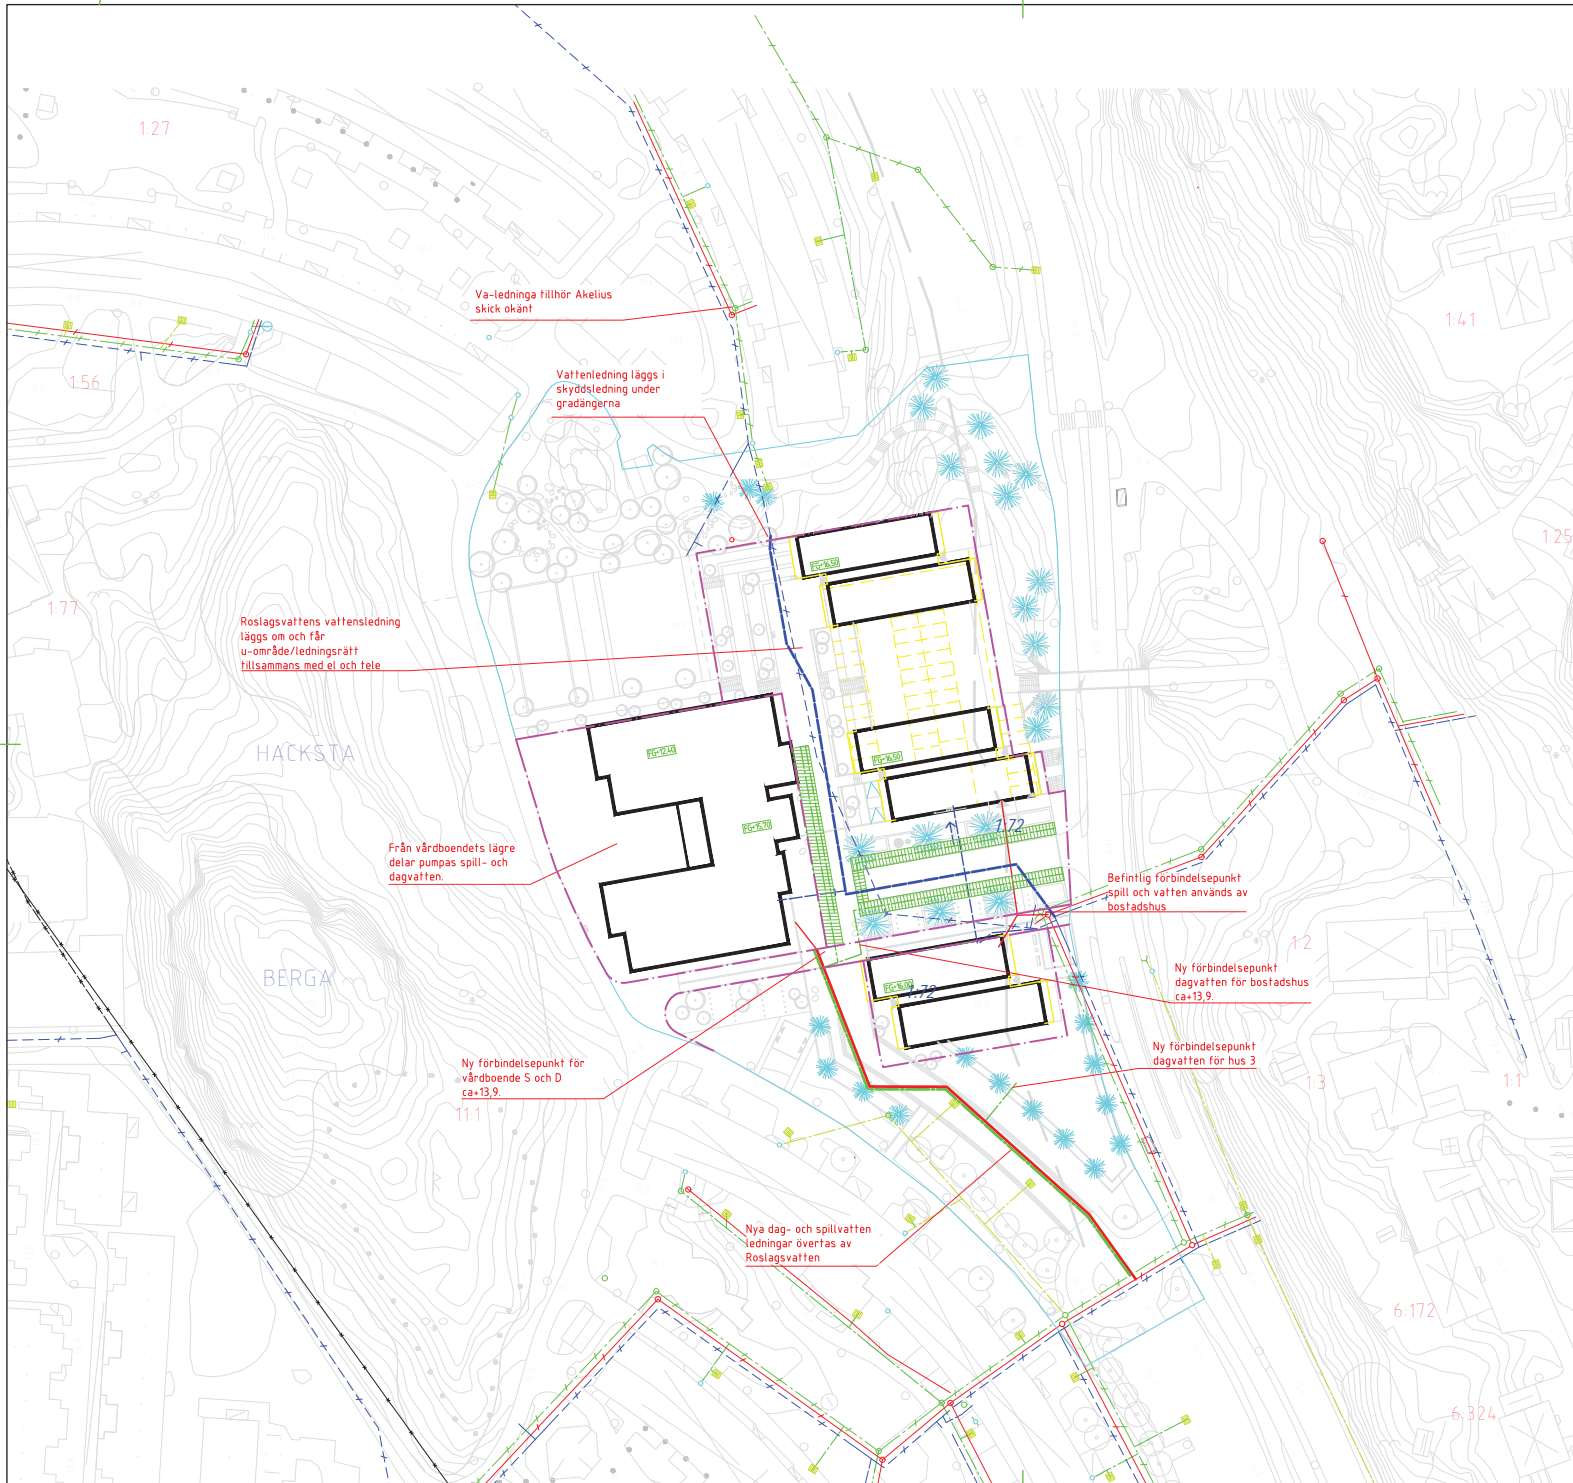 1:27
Va-ledninga tillhör Akelius
skick okänt
1:41
1:56
Vattenledning läggs i
skyddsledning under
gradängerna
1:25
FG+16,50
1:77
Roslagsvattens vattensledning
läggs om och får
u-område/ledningsrätt
tillsammans med el och tele
HACKSTA
FG+12,40
FG+16,50
FG+15,70
1:72
Från vårdboendets lägre
delar pumpas spill- och
dagvatten.
Befintlig förbindelsepunkt
spill och vatten används av
bostadshus
1:2
BERGA
Ny förbindelsepunkt
dagvatten för bostadshus
ca+13,9.
FG+16,00
1:72
Ny förbindelsepunkt
dagvatten för hus 3
Ny förbindelsepunkt för
vårdboende S och D
ca+13,9.
3
1:1
11:1
Nya dag- och spillvatten
ledningar övertas av
Roslagsvatten
6:172
6:324